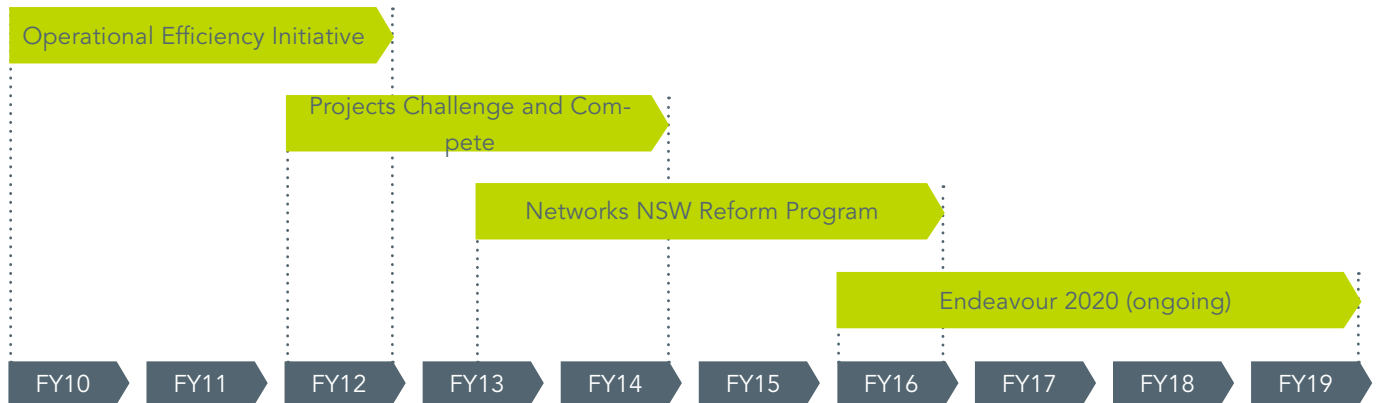 Operational Efficiency Initiative
Projects Challenge and Com-
pete
Networks NSW Reform Program
Endeavour 2020 (ongoing)
FY10 FY11 FY12 FY13 FY14 FY15 FY16 FY17 FY18 FY19